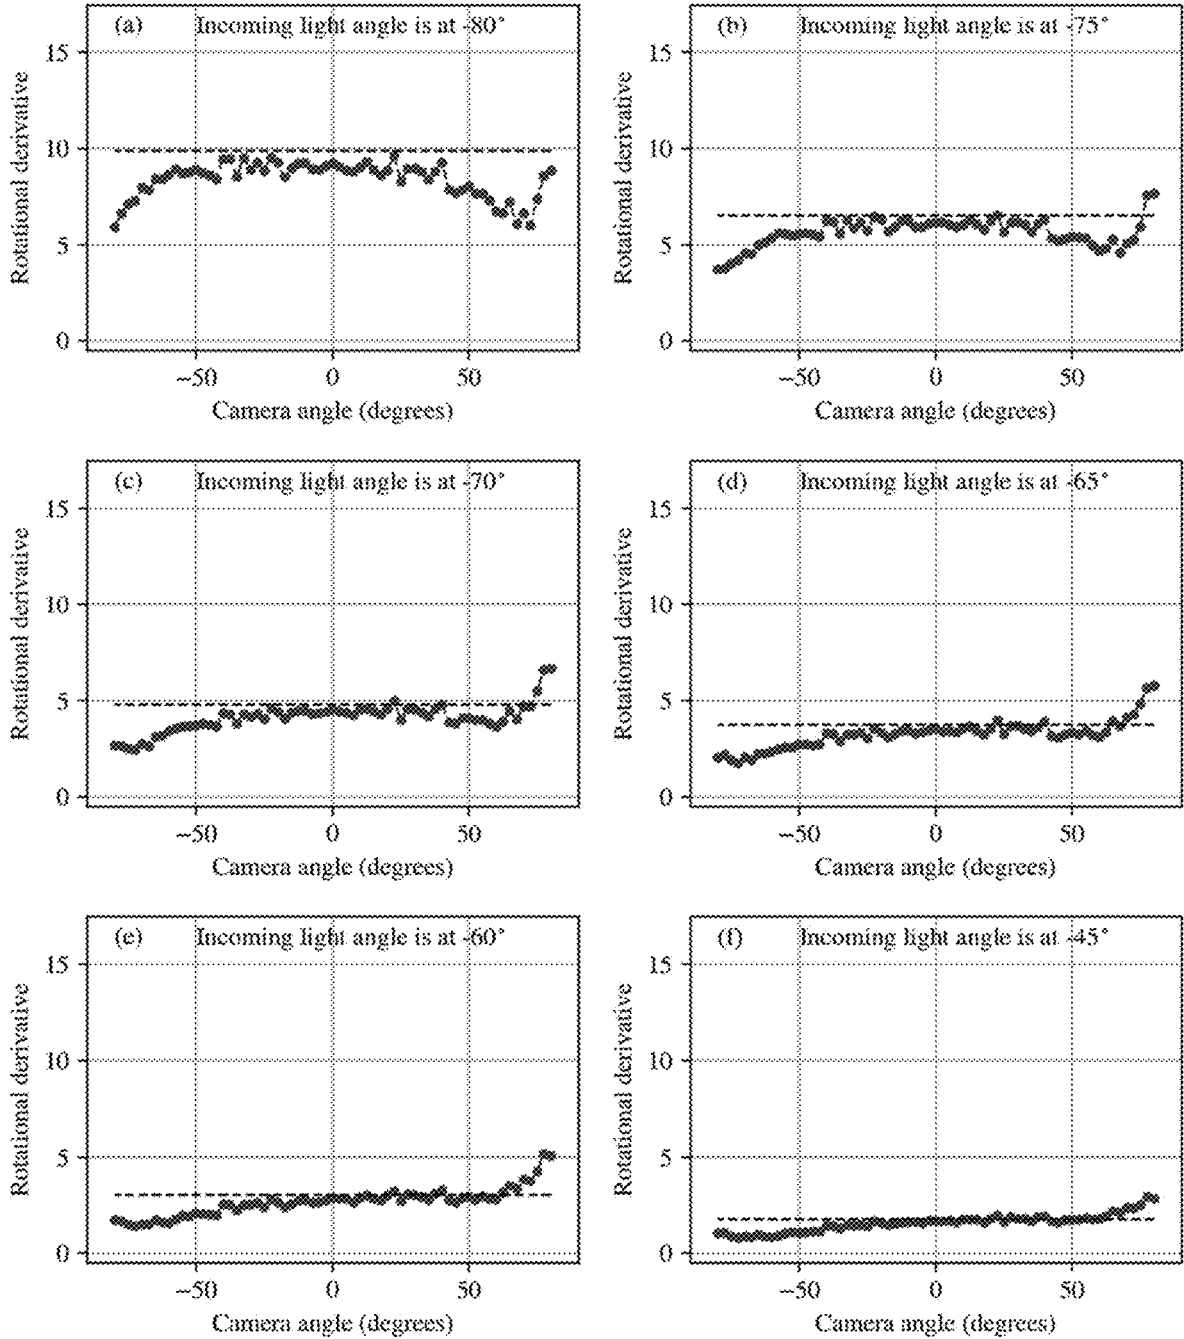 (a) Incoming light angle is at -80°
15
10
5
0
Rotational derivative
−50 0 50
Camera angle (degrees)
(b) Incoming light angle is at -75°
15
10
5
0
Rotational derivative
−50 0 50
Camera angle (degrees)
(c) Incoming light angle is at -70°
15
10
5
0
Rotational derivative
−50 0 50
Camera angle (degrees)
(d) Incoming light angle is at -65°
15
10
5
0
Rotational derivative
−50 0 50
Camera angle (degrees)
(e) Incoming light angle is at -60°
15
10
5
0
Rotational derivative
−50 0 50
Camera angle (degrees)
(f) Incoming light angle is at -45°
15
10
5
0
Rotational derivative
−50 0 50
Camera angle (degrees)